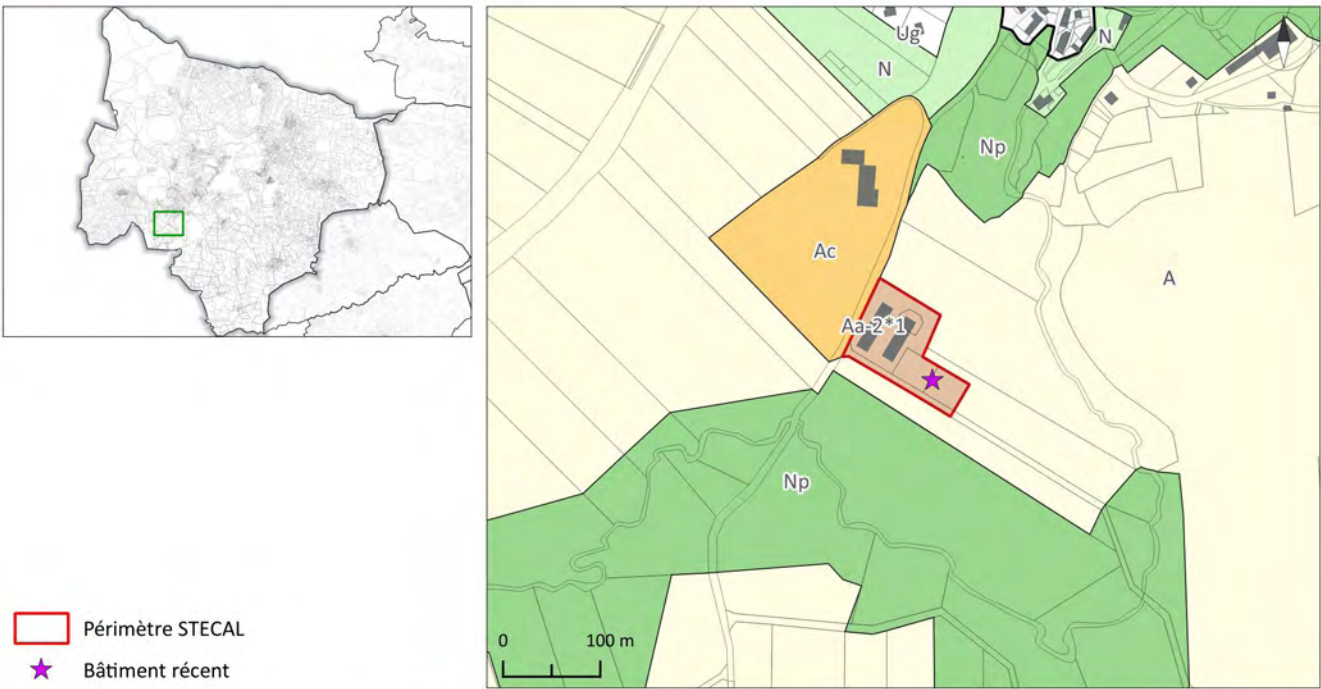 Ug
N
N
Np
Ac
A
Aa-2*1
Np
0 100 m
Périmètre STECAL
Bâtiment récent